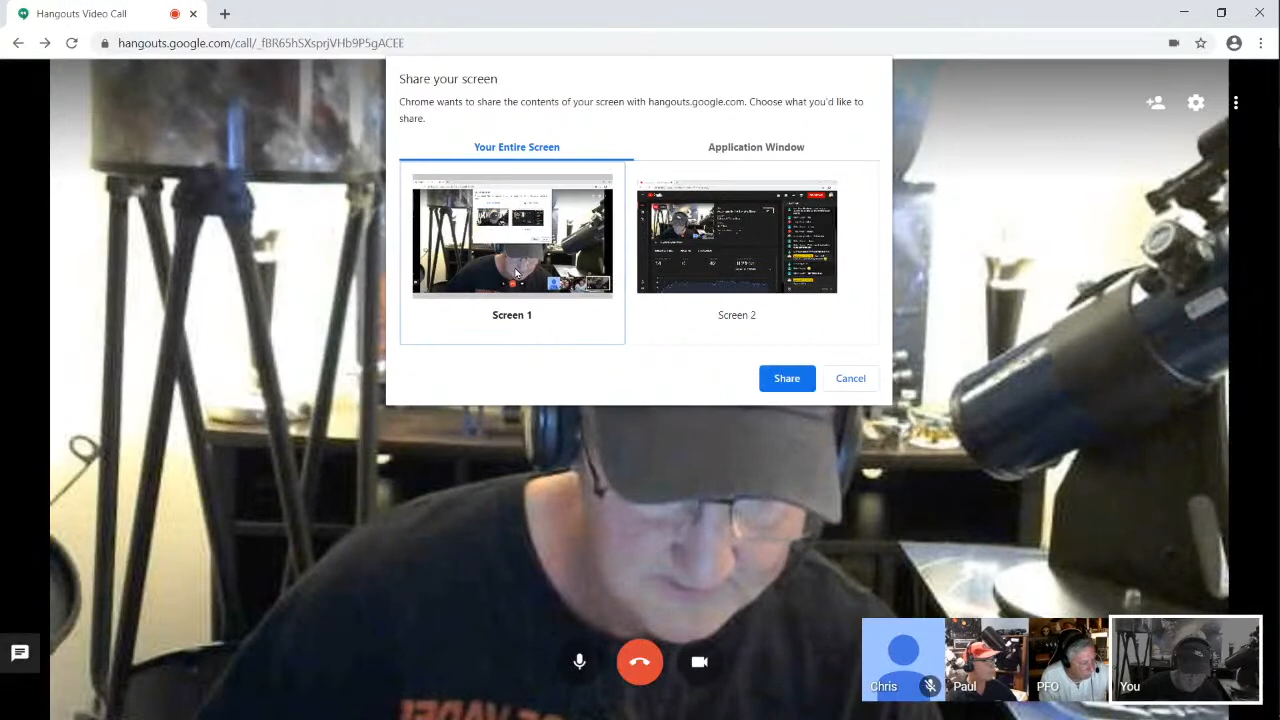 Hangouts Video Call
hangouts.google.com/call/_fBR65hSXsprjVHb9P5gACEE
Share your screen
Chrome wants to share the contents of your screen with hangouts.google.com. Choose what you'd like to
share.
Your Entire Screen
Application Window
Screen 1
Screen 2
Share
Cancel
Chris
Paul
PFO
You